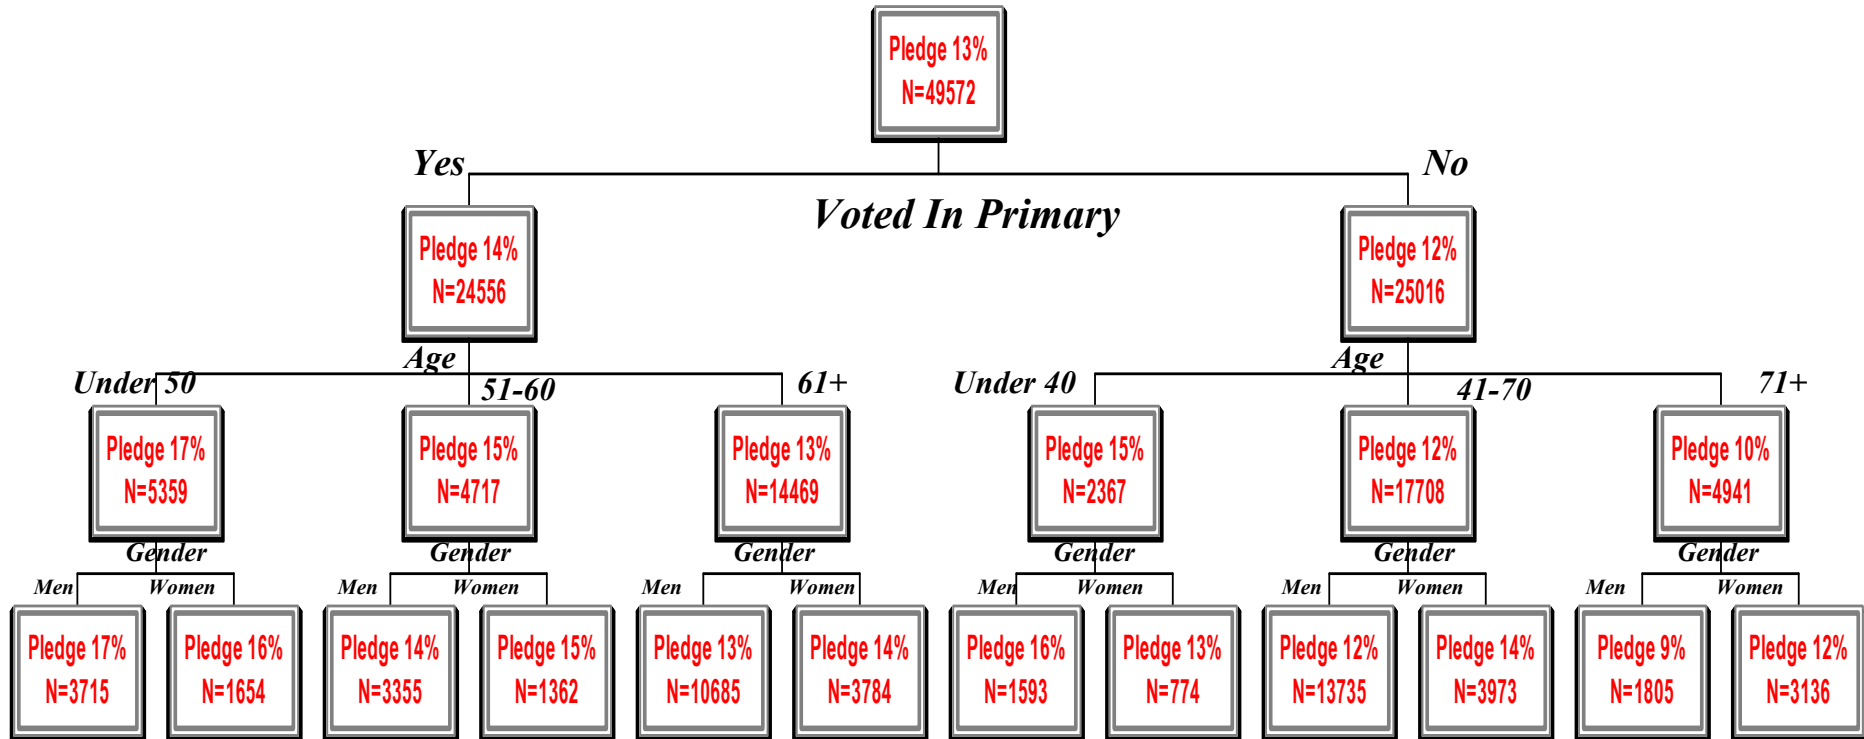 Pledge 13%
N=49572
Yes
No
Voted In Primary
Pledge 14%
N=24556
Pledge 12%
N=25016
Age
Age
Under 50
51-60
61+
Under 40
41-70
71+
Pledge 17%
N=5359
Pledge 15%
N=4717
Pledge 13%
N=14469
Pledge 15%
N=2367
Pledge 12%
N=17708
Pledge 10%
N=4941
Gender
Gender
Gender
Gender
Gender
Gender
Men
Women
Men
Women
Men
Women
Men
Women
Men
Women
Men
Women
Pledge 17%
N=3715
Pledge 16%
N=1654
Pledge 14%
N=3355
Pledge 15%
N=1362
Pledge 13%
N=10685
Pledge 14%
N=3784
Pledge 16%
N=1593
Pledge 13%
N=774
Pledge 12%
N=13735
Pledge 14%
N=3973
Pledge 9%
N=1805
Pledge 12%
N=3136